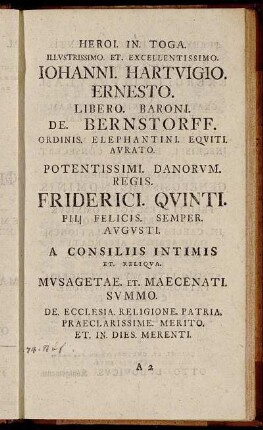 HEROI. IN. TOGA.
ILLVSTRISSIMO. ET. EXCELLENTISSIMO.
IOHANNI. HARTVIGIO.
ERNESTO.
LIBERO. BARONI.
DE. BERNSTORFF.
ORDINIS. ELEPHANTINI. EQVITI.
AVRATO.
POTENTISSIMI. DANORVM.
REGIS.
FRIDERICI. QVINTI.
PII, FELICIS. SEMPER.
AVGVSTI.
A CONSILIIS INTIMIS
ET. RELIQVA.
MVSAGETAE. ET. MAECENATI.
SVMMO.
DE. ECCLESIA. RELIGIONE. PATRIA.
PRAECLARISSIME. MERITO.
ET. IN. DIES. MERENTI.
A 2